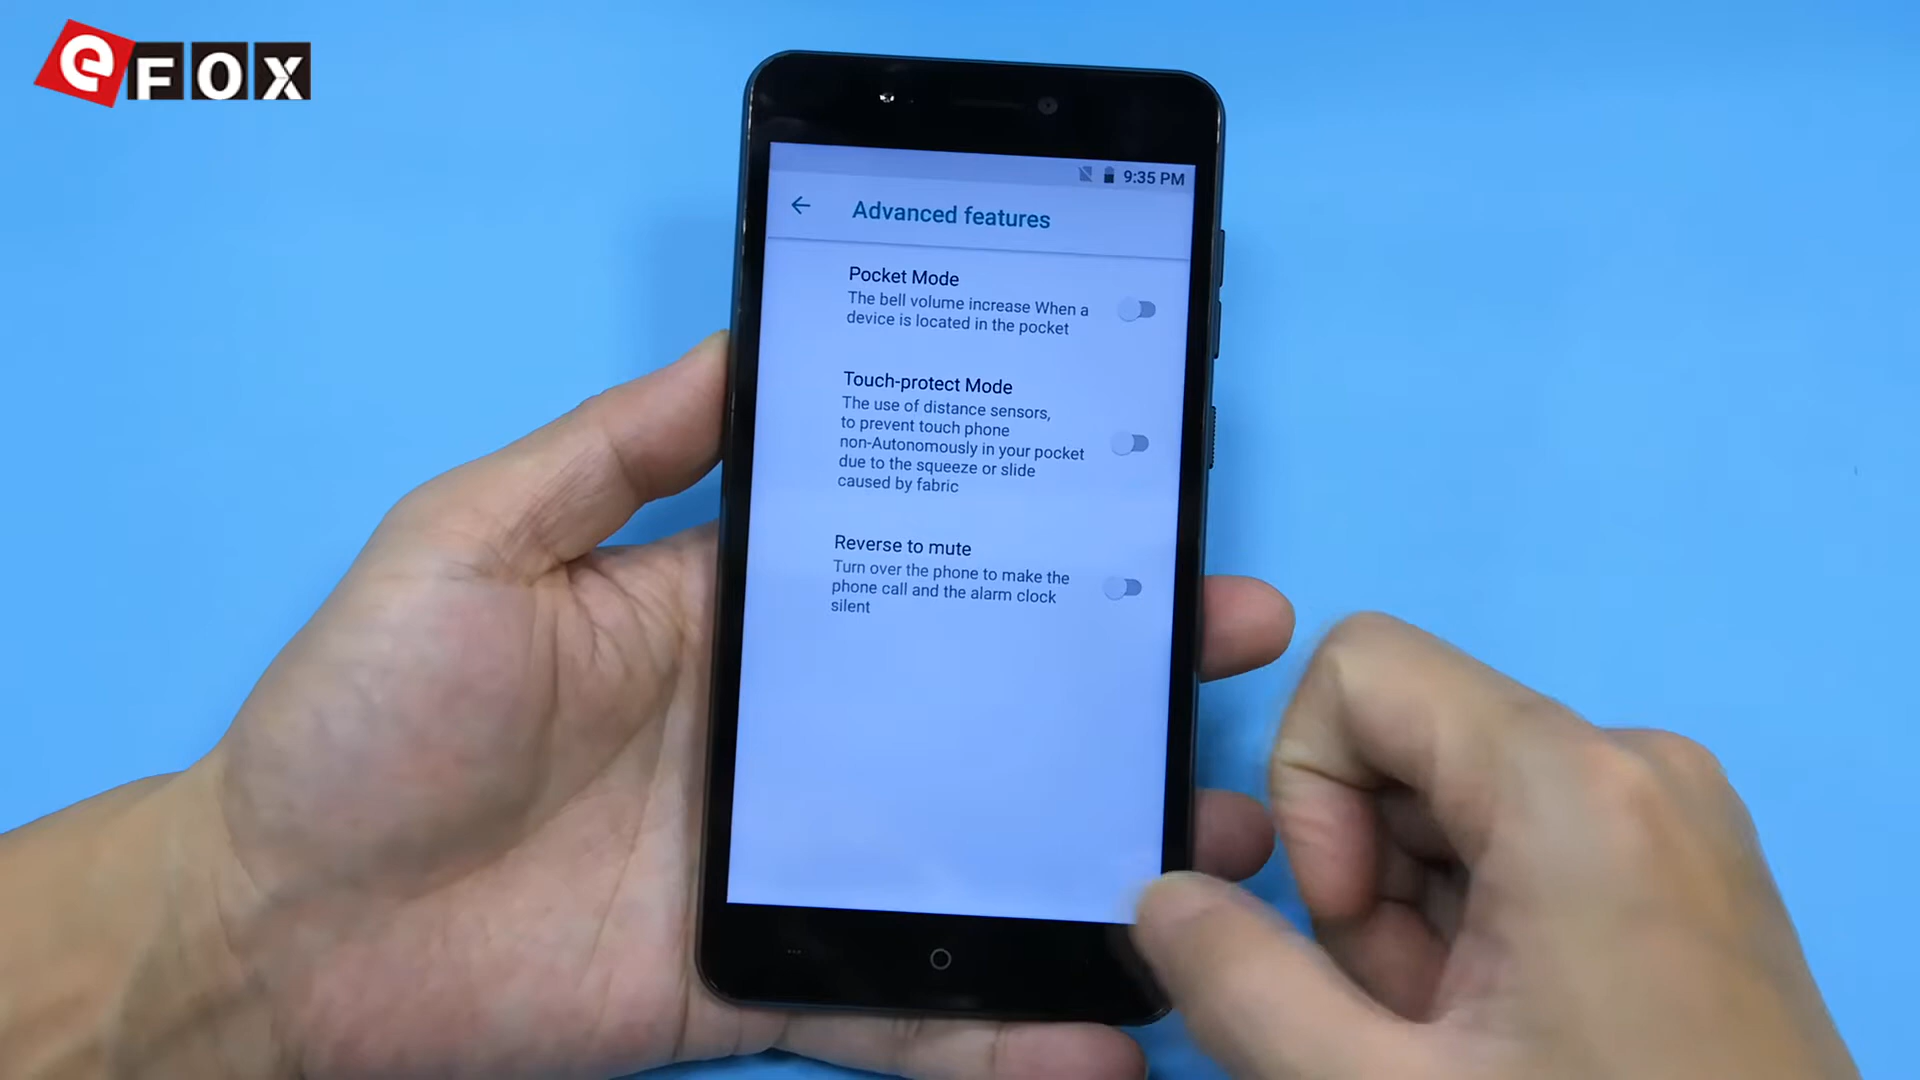 eFOX
9:35 PM
Advanced features
Pocket Mode
The bell volume increase When a
device is located in the pocket
Touch-protect Mode
The use of distance sensors,
to prevent touch phone
non-Autonomously in your pocket
due to the squeeze or slide
caused by fabric
Reverse to mute
Turn over the phone to make the
phone call and the alarm clock
silent